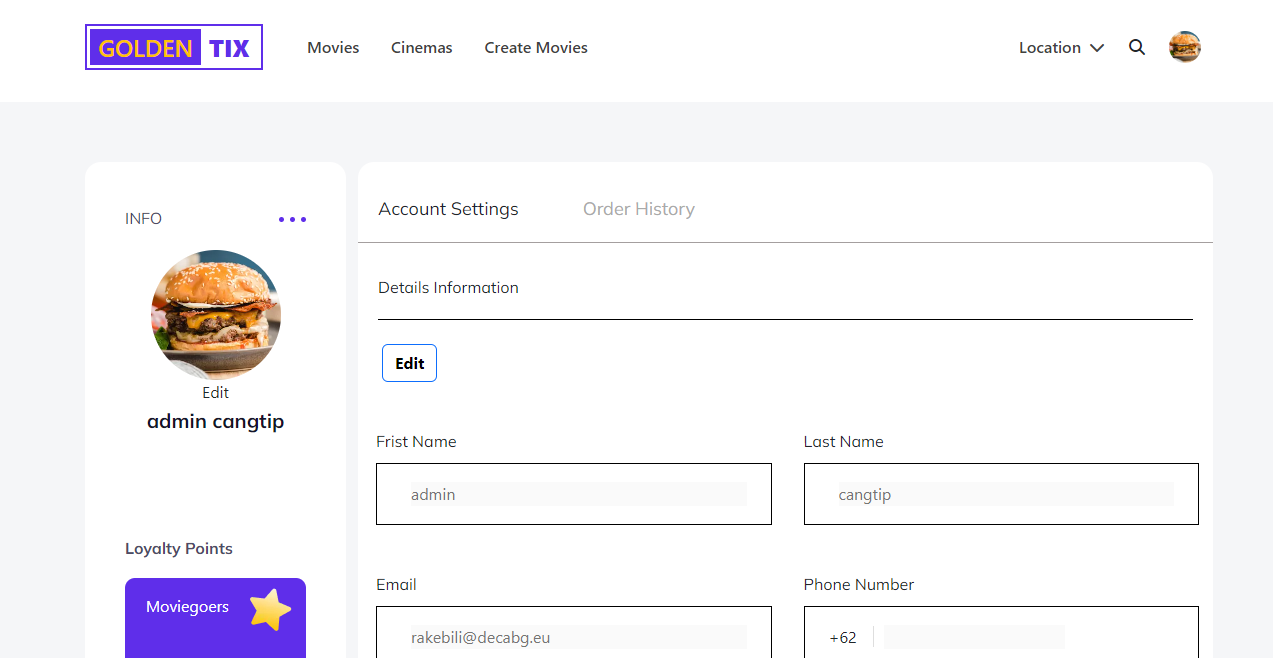 GOLDEN TIX Movies Cinemas Create Movies Location
INFO
Edit
admin cangtip
Loyalty Points
Moviegoers
Account Settings Order History
Details Information
Edit
Frist Name Last Name
admin cangtip
Email Phone Number
rakebili@decabg.eu +62